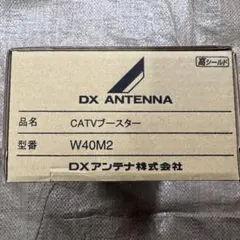 高シールド
DX ANTENNA
品名 CATVブースター
型番 W40M2
DXアンテナ株式会社